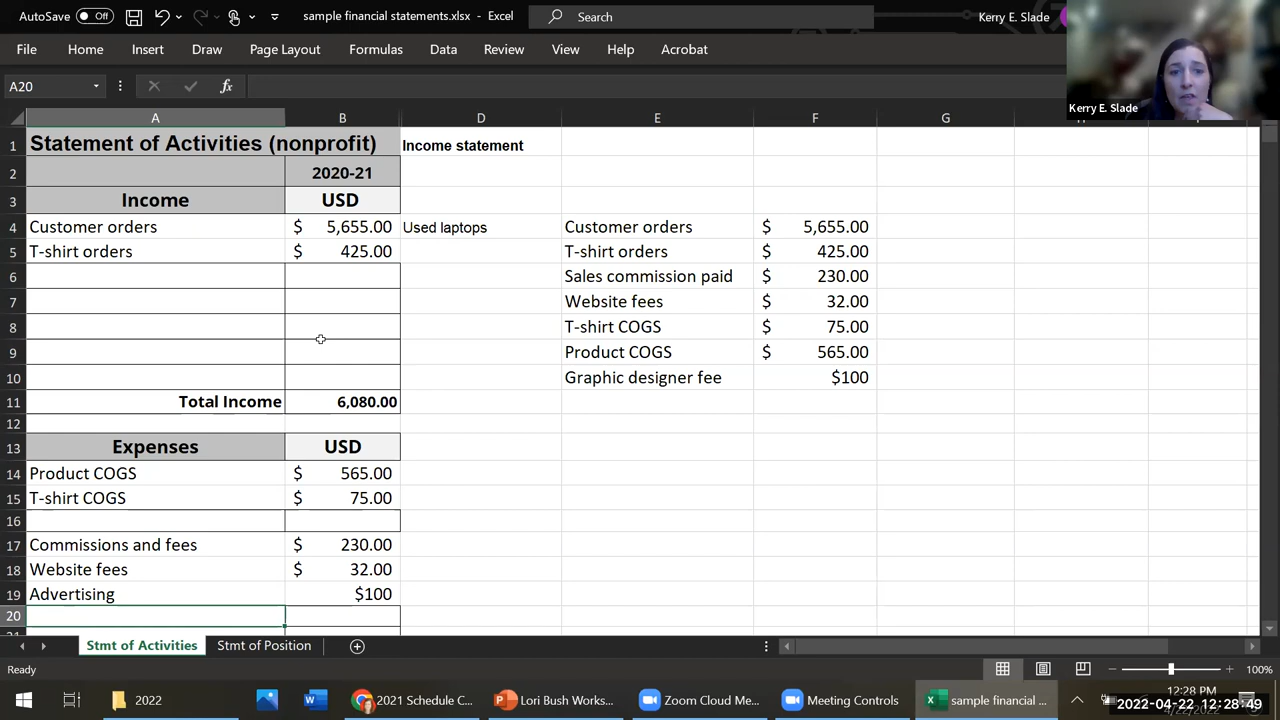 AutoSave Off sample financial statements.xlsx - Excel Search Kerry E. Slade
File Home Insert Draw Page Layout Formulas Data Review View Help Acrobat
Kerry E. Slade
A20 fx
A B D E F G
1 Statement of Activities (nonprofit) Income statement
2 2020-21
3 Income USD
4 Customer orders $ 5,655.00 Used laptops Customer orders $ 5,655.00
5 T-shirt orders $ 425.00 T-shirt orders $ 425.00
6 Sales commission paid $ 230.00
7 Website fees $ 32.00
8 T-shirt COGS $ 75.00
9 Product COGS $ 565.00
10 Graphic designer fee $100
11 Total Income 6,080.00
12
13 Expenses USD
14 Product COGS $ 565.00
15 T-shirt COGS $ 75.00
16
17 Commissions and fees $ 230.00
18 Website fees $ 32.00
19 Advertising $100
20
Stmt of Activities Stmt of Position
Ready 100%
2022 2021 Schedule C... Lori Bush Works... Zoom Cloud Me... Meeting Controls sample financial ... 12:28 PM
2022-04-22 12:28:49